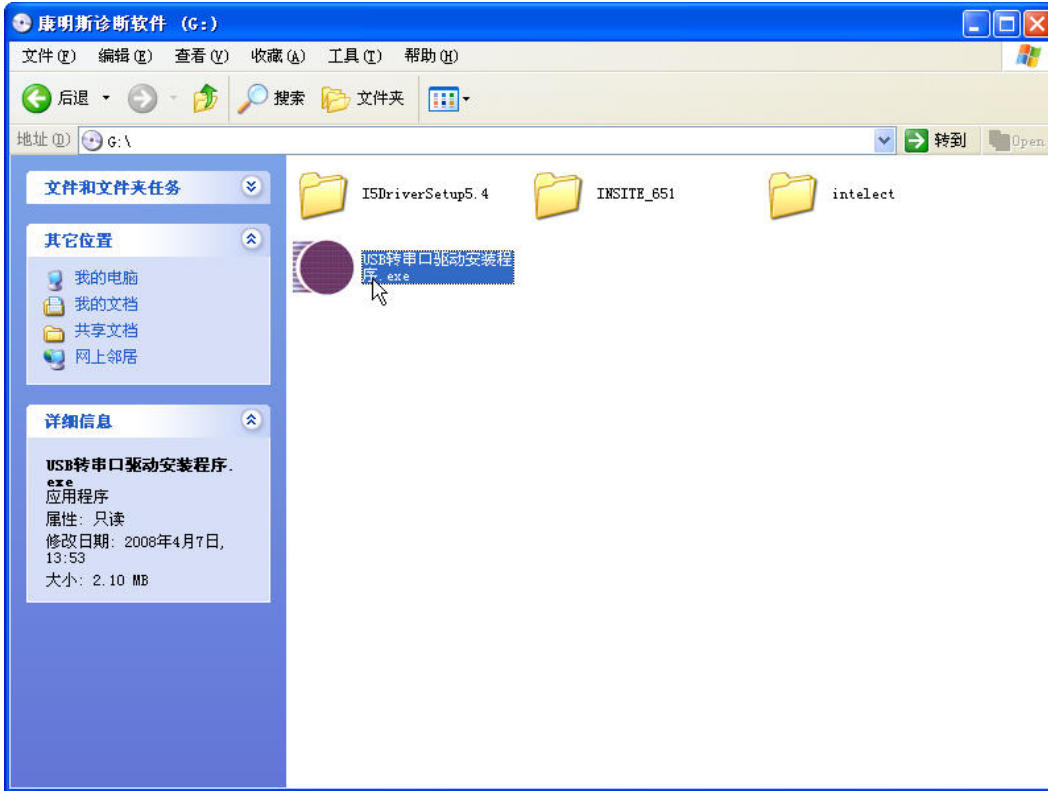 康明斯诊断软件 (G:)
文件(F) 编辑(E) 查看(V) 收藏(A) 工具(T) 帮助(H)
后退 搜索 文件夹
地址(D) G:\ 转到 Open
文件和文件夹任务
其它位置
我的电脑
我的文档
共享文档
网上邻居
详细信息
USB转串口驱动安装程序.
exe
应用程序
属性: 只读
修改日期: 2008年4月7日,
13:53
大小: 2.10 MB
I5DriverSetup5.4 INSITE_651 intelect
USB转串口驱动安装程
序.exe